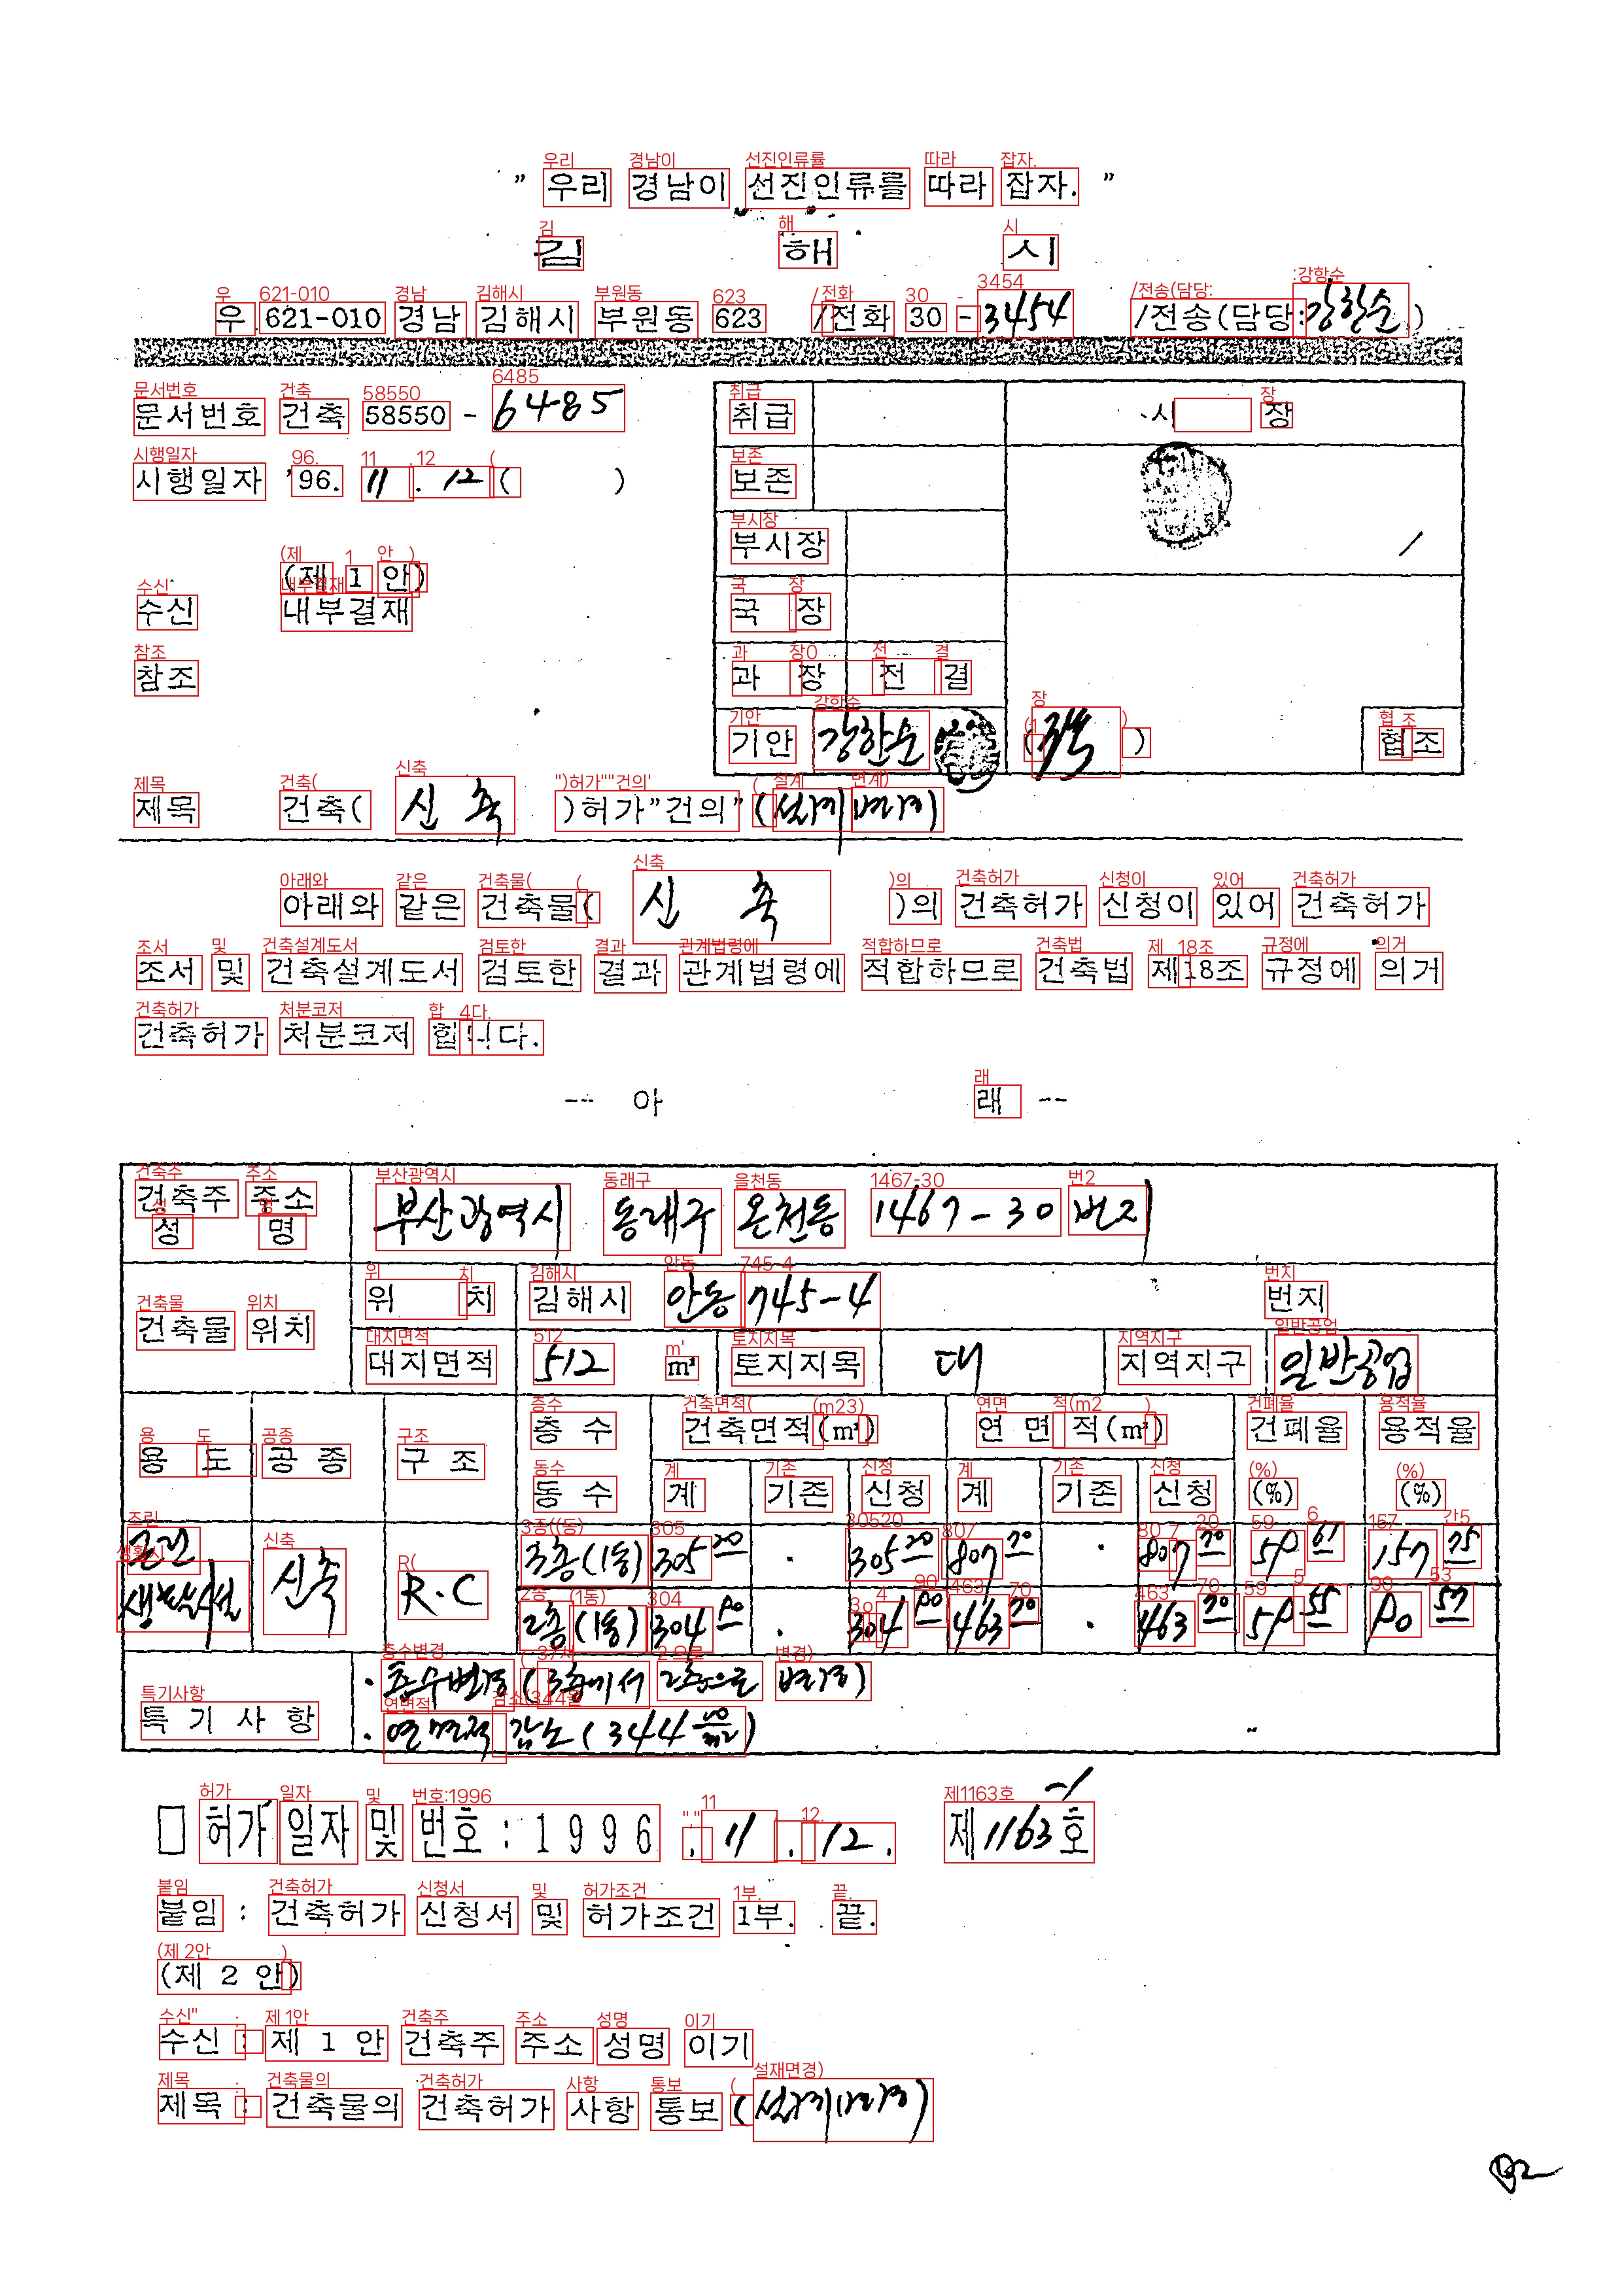 " 우리 경남이 선진인류를 따라 잡자. "
김 해 시
우 621-010 경남 김해시 부원동 623 /전화 30 - 3454 /전송(담당:강한순)
문서번호 건축 58550 - 6485
시행일자 '96. 11 . 12 ( )
(제 1 안)
수신 내부결재
참조
취급 시 장
보존
부시장
국 장
과 장 전 결
기안 강한순 ( ) 협조
제목 건축( 신축 )허가"건의" (설계변경)
아래와 같은 건축물( 신 축 )의 건축허가 신청이 있어 건축허가
조서 및 건축설계도서 검토한 결과 관계법령에 적합하므로 건축법 제18조 규정에 의거
건축허가 처분코저 합니다.
--- 아 래 --
건축주 주소 성 명 부산광역시 동래구 온천동 1467-30 번지
건축물 위치 위 치 김해시 안동 745-4 번지
대지면적 512 m² 토지지목 대 지역지구 일반공업
용 도 공 종 구 조 층 수 건축면적(m²) 연 면 적(m²) 건폐율 용적율
동 수 계 기존 신청 계 기존 신청 (%) (%)
근린 생활시설 신축 R.C 3층(1동) 305 20 . 305 20 807 70 . 807 70 59 61 157 75
2층(1동) 304 80 . 304 80 463 70 . 463 70 59 55 90 57
특 기 사 항 . 층수변경 (3층에서 2층으로 변경)
. 연면적 감소 (344 00 m2)
□ 허가 일자 및 번호 : 1996 . 11 . 12 . 제 1163호 -1
붙임 : 건축허가 신청서 및 허가조건 1부. 끝.
(제 2 안)
수신 : 제 1 안 건축주 주소 성명 이기
제목 : 건축물의 건축허가 사항 통보 (설계변경)